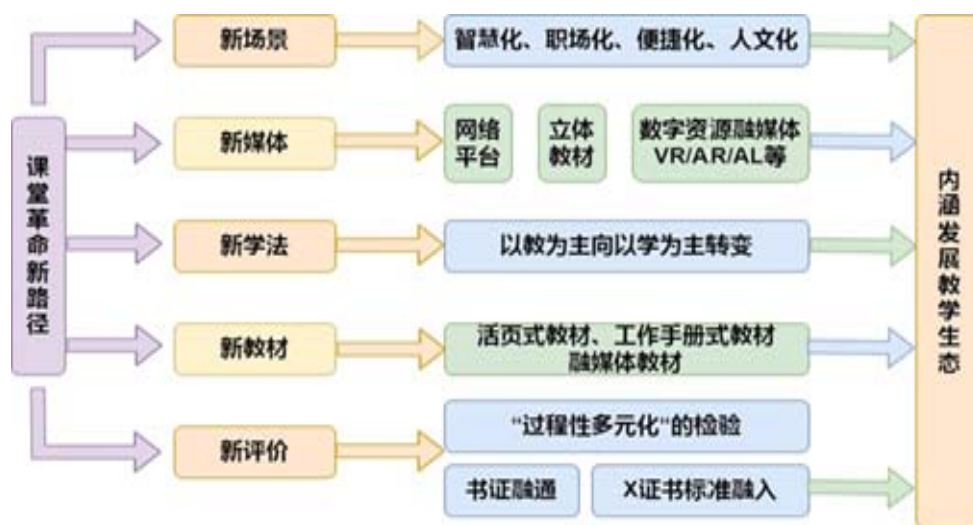 课堂革命新路径
新场景
智慧化、职场化、便捷化、人文化
新媒体
网络
平台
立体
教材
数字资源融媒体
VR/AR/AL等
新学法
以教为主向以学为主转变
新教材
活页式教材、工作手册式教材
融媒体教材
新评价
“过程性多元化“的检验
书证融通
X证书标准融入
内涵发展教学生态